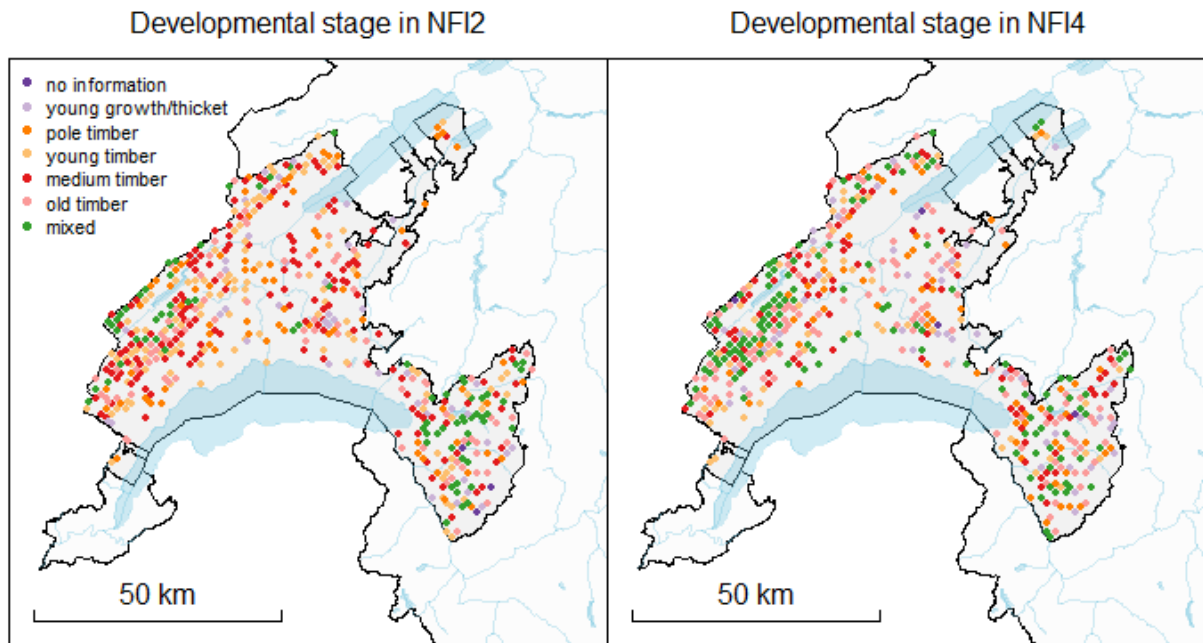 Developmental stage in NFI2
Developmental stage in NFI4
no information
young growth/thicket
pole timber
young timber
medium timber
old timber
mixed
50 km
50 km